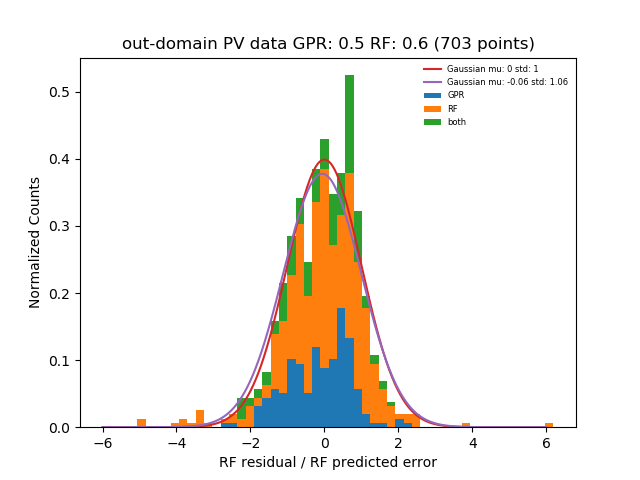 out-domain PV data GPR: 0.5 RF: 0.6 (703 points)
Gaussian mu: 0 std: 1
Gaussian mu: -0.06 std: 1.06
GPR
RF
both
Normalized Counts
0.5
0.4
0.3
0.2
0.1
0.0
−6 −4 −2 0 2 4 6
RF residual / RF predicted error